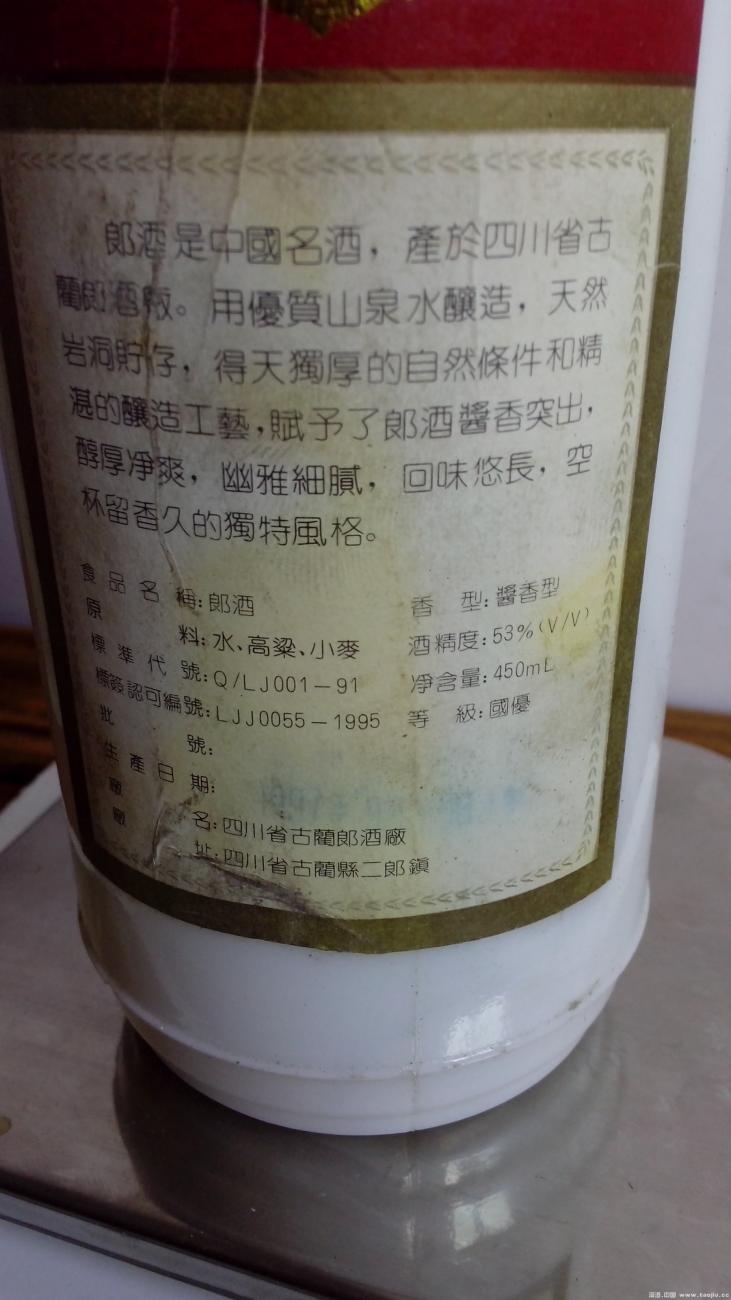 郎酒是中國名酒，產於四川省古
藺郎酒廠。用優質山泉水釀造，天然
岩洞貯存，得天獨厚的自然條件和精
湛的釀造工藝，賦予了郎酒醬香突出，
醇厚凈爽，幽雅細膩，回味悠長，空
杯留香久的獨特風格。
食品名稱：郎酒
香型：醬香型
原料：水、高粱、小麥
酒精度：53%(V/V)
標準代號：Q/LJ001－91
凈含量：450mL
標簽認可編號：LJJ0055－1995
等級：國優
批號：
生產日期：
廠名：四川省古藺郎酒廠
廠址：四川省古藺縣二郎鎮
www.taojiu.cc